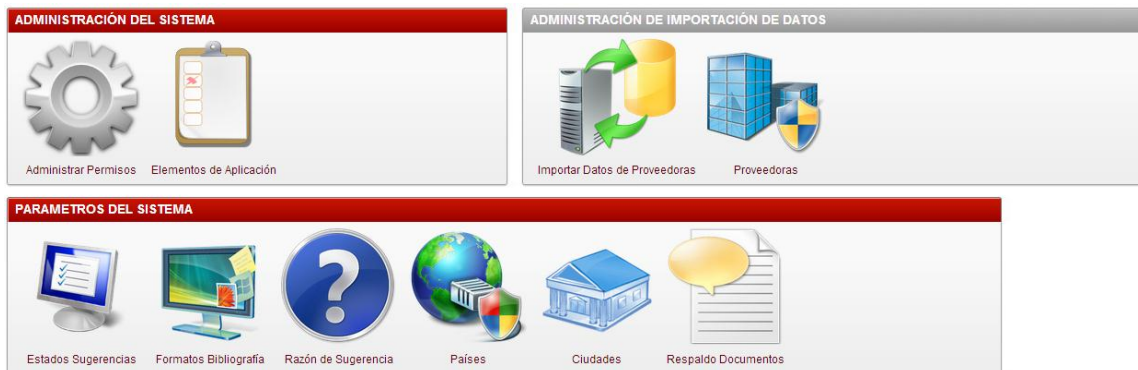 ADMINISTRACIÓN DEL SISTEMA
Administrar Permisos
Elementos de Aplicación
ADMINISTRACIÓN DE IMPORTACIÓN DE DATOS
Importar Datos de Proveedoras
Proveedoras
PARAMETROS DEL SISTEMA
Estados Sugerencias
Formatos Bibliografía
Razón de Sugerencia
Países
Ciudades
Respaldo Documentos